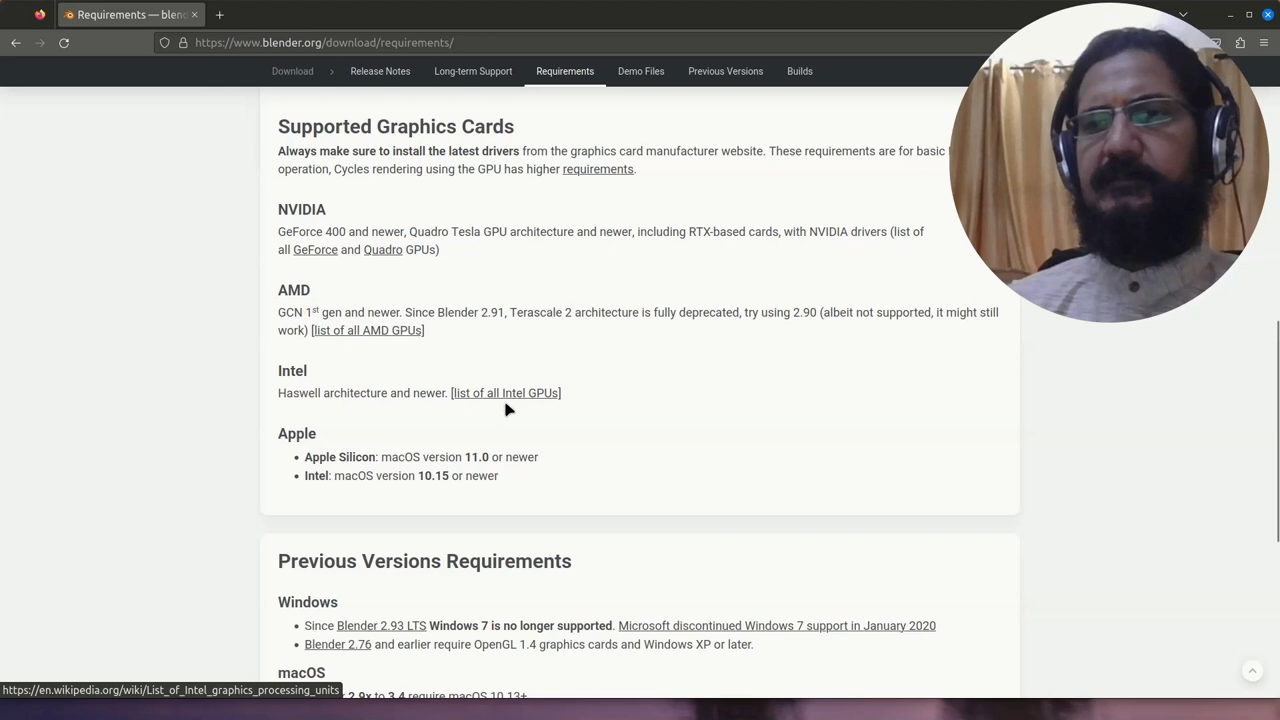 Requirements — blend
https://www.blender.org/download/requirements/
Download
Release Notes
Long-term Support
Requirements
Demo Files
Previous Versions
Builds
Supported Graphics Cards
Always make sure to install the latest drivers from the graphics card manufacturer website. These requirements are for basic
operation, Cycles rendering using the GPU has higher requirements.
NVIDIA
GeForce 400 and newer, Quadro Tesla GPU architecture and newer, including RTX-based cards, with NVIDIA drivers (list of
all GeForce and Quadro GPUs)
AMD
GCN 1st gen and newer. Since Blender 2.91, Terascale 2 architecture is fully deprecated, try using 2.90 (albeit not supported, it might still
work) [list of all AMD GPUs]
Intel
Haswell architecture and newer. [list of all Intel GPUs]
Apple
• Apple Silicon: macOS version 11.0 or newer
• Intel: macOS version 10.15 or newer
Previous Versions Requirements
Windows
• Since Blender 2.93 LTS Windows 7 is no longer supported. Microsoft discontinued Windows 7 support in January 2020
• Blender 2.76 and earlier require OpenGL 1.4 graphics cards and Windows XP or later.
macOS
2.9x to 3.4 require macOS 10.13+
https://en.wikipedia.org/wiki/List_of_Intel_graphics_processing_units